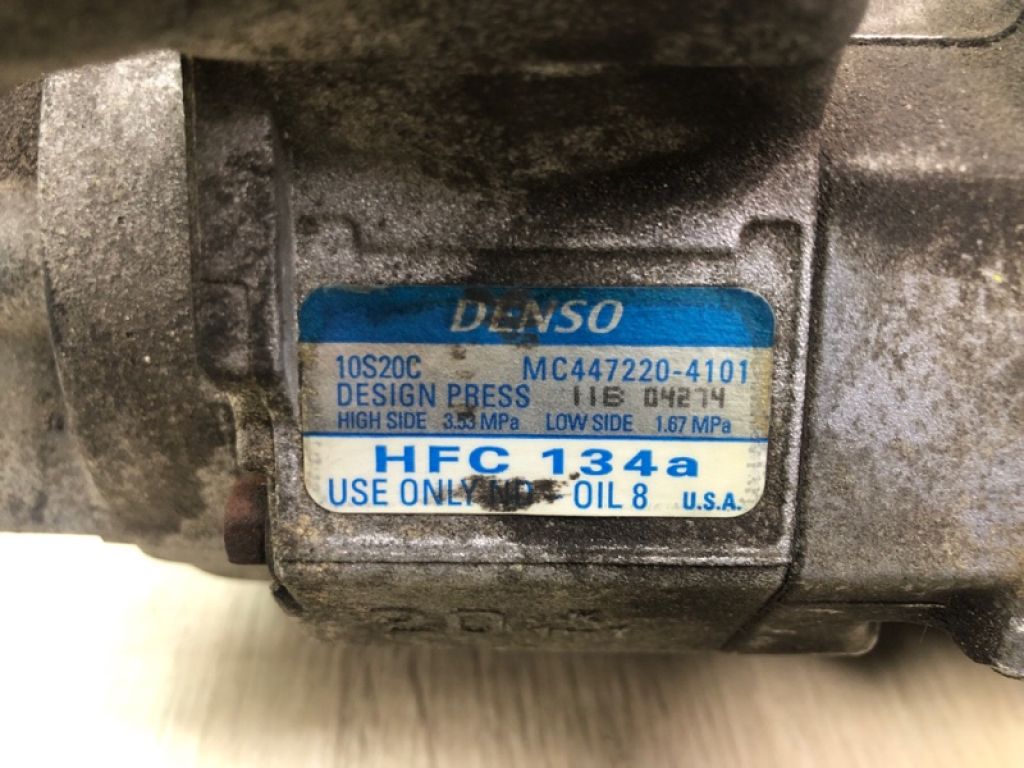 DENSO
10S20C MC447220-4101
DESIGN PRESS 116 04274
HIGH SIDE 3.53 MPa LOW SIDE 1.67 MPa
HFC 134a
USE ONLY ND - OIL 8 U.S.A.